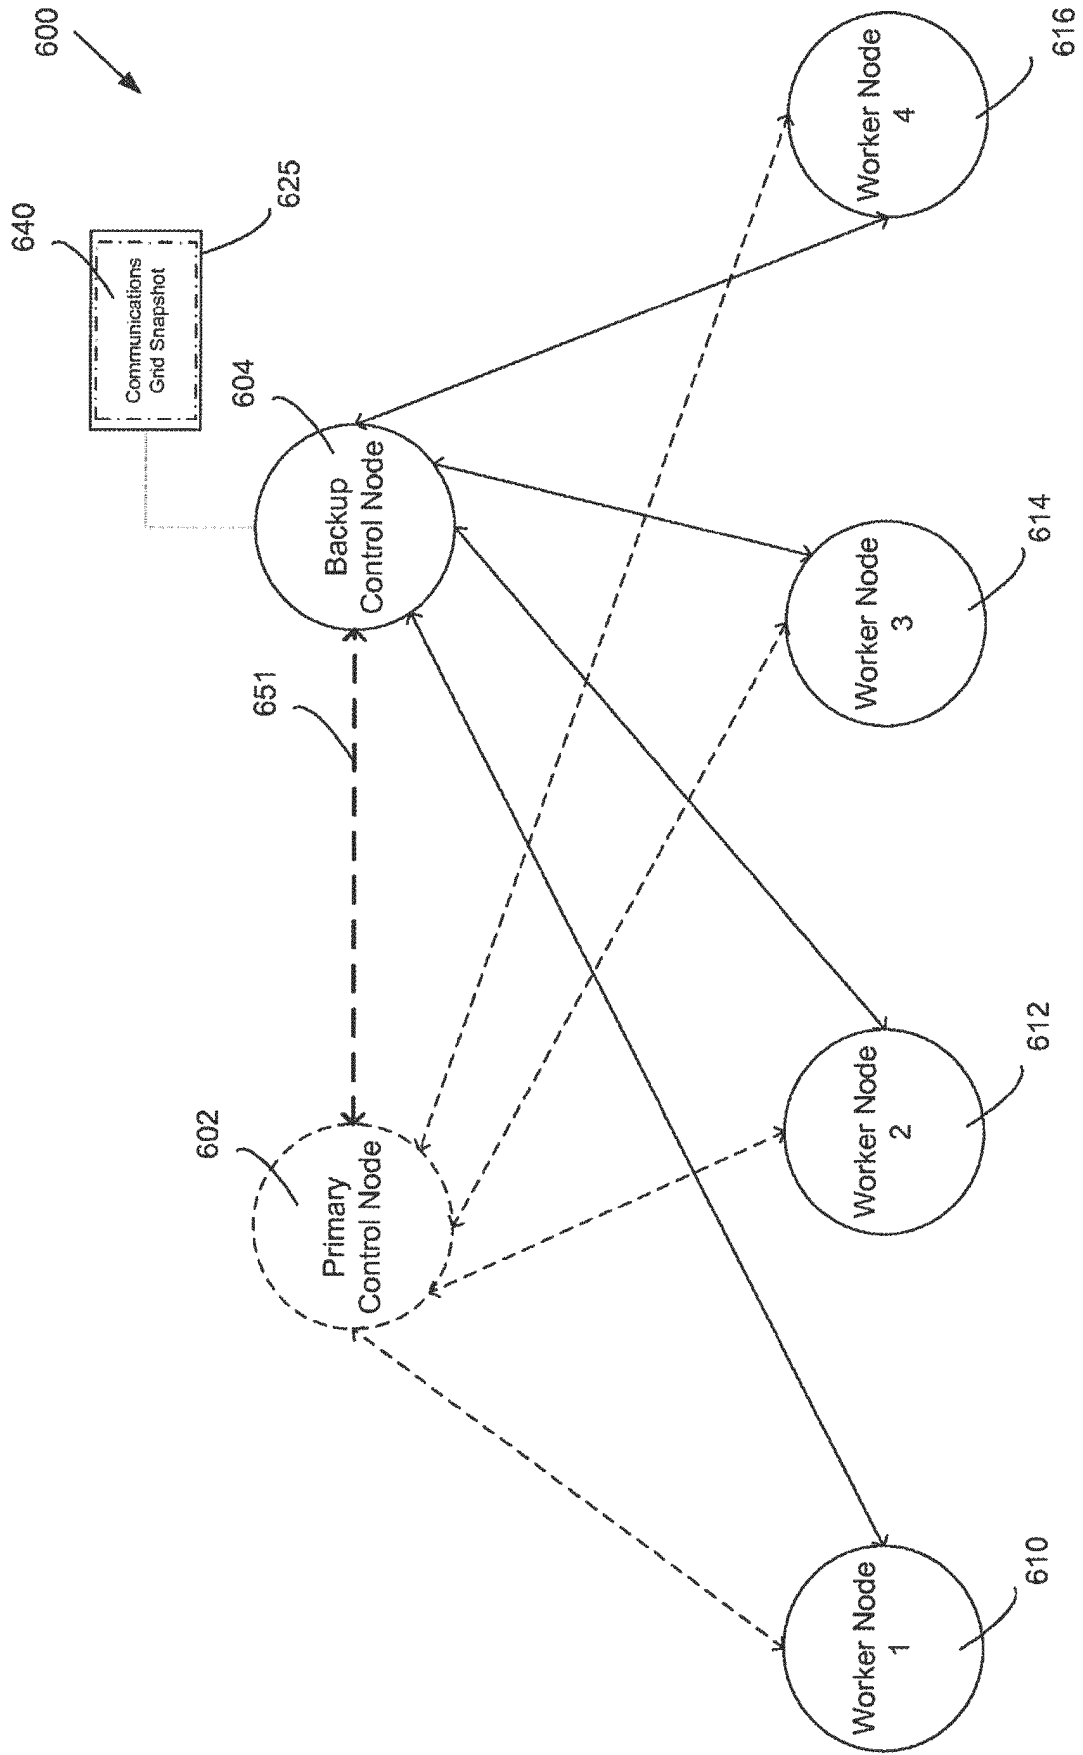 600
640
Communications
Grid Snapshot
625
602
Primary
Control Node
651
604
Backup
Control Node
Worker Node
1
610
Worker Node
2
612
Worker Node
3
614
Worker Node
4
616